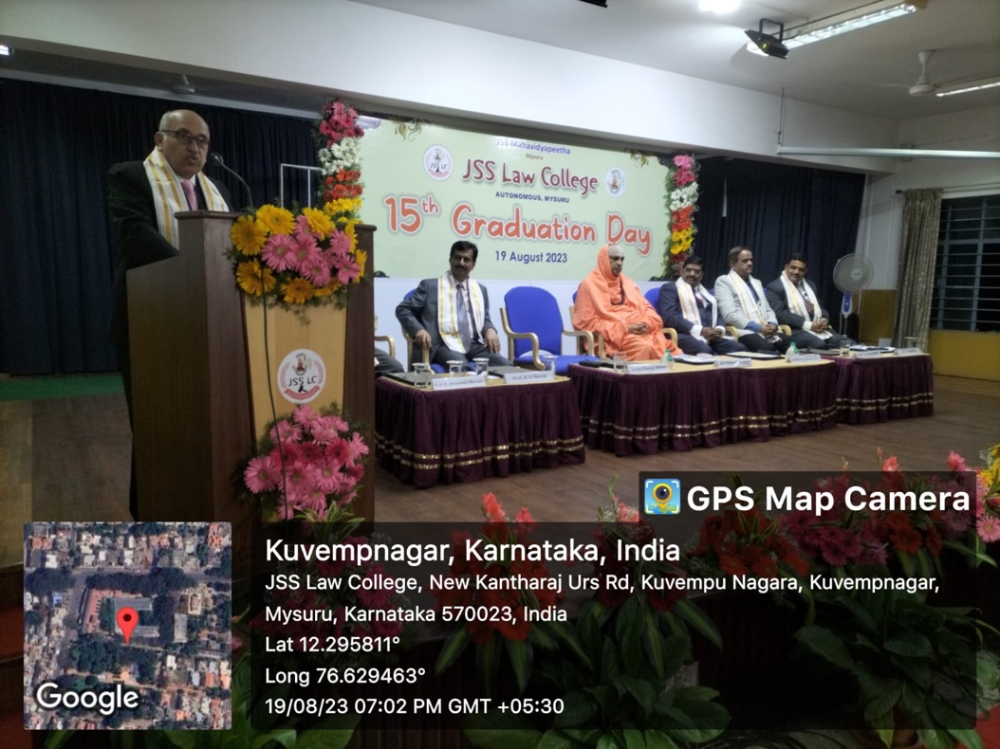 JSS Mahavidyapeetha
Mysuru
JSS Law College
AUTONOMOUS, MYSURU
15th Graduation Day
19 August 2023
JSS LC
JSS LC
GPS Map Camera
Kuvempnagar, Karnataka, India
JSS Law College, New Kantharaj Urs Rd, Kuvempu Nagara, Kuvempnagar,
Mysuru, Karnataka 570023, India
Lat 12.295811°
Long 76.629463°
19/08/23 07:02 PM GMT +05:30
Google